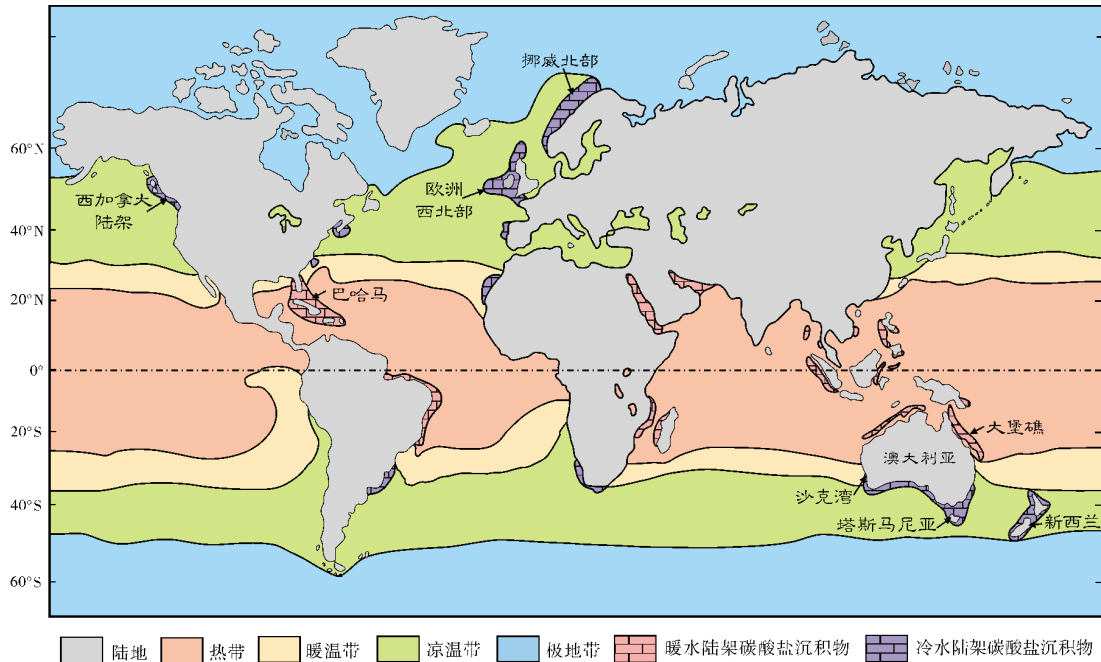 挪威北部
60°N
西加拿大
陆架
欧洲
西北部
40°N
巴哈马
20°N
0°
20°S
大堡礁
澳大利亚
沙克湾
40°S
塔斯马尼亚
新西兰
60°S
陆地
热带
暖温带
凉温带
极地带
暖水陆架碳酸盐沉积物
冷水陆架碳酸盐沉积物